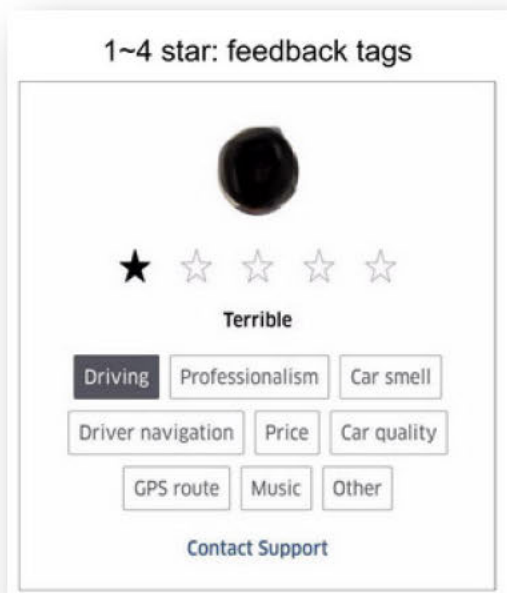 1~4 star: feedback tags
Terrible
Driving Professionalism Car smell
Driver navigation Price Car quality
GPS route Music Other
Contact Support